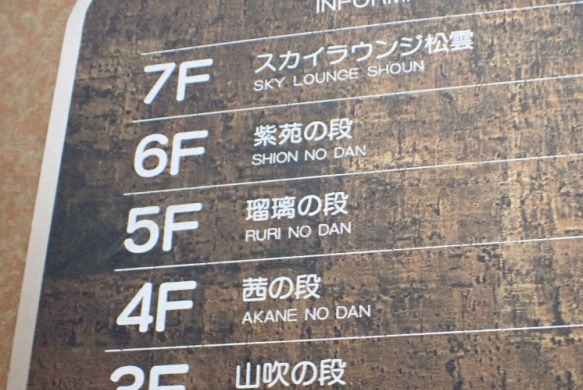 7F スカイラウンジ松雲
SKY LOUNGE SHOUN
6F 紫苑の段
SHION NO DAN
5F 瑠璃の段
RURI NO DAN
4F 茜の段
AKANE NO DAN
3F 山吹の段